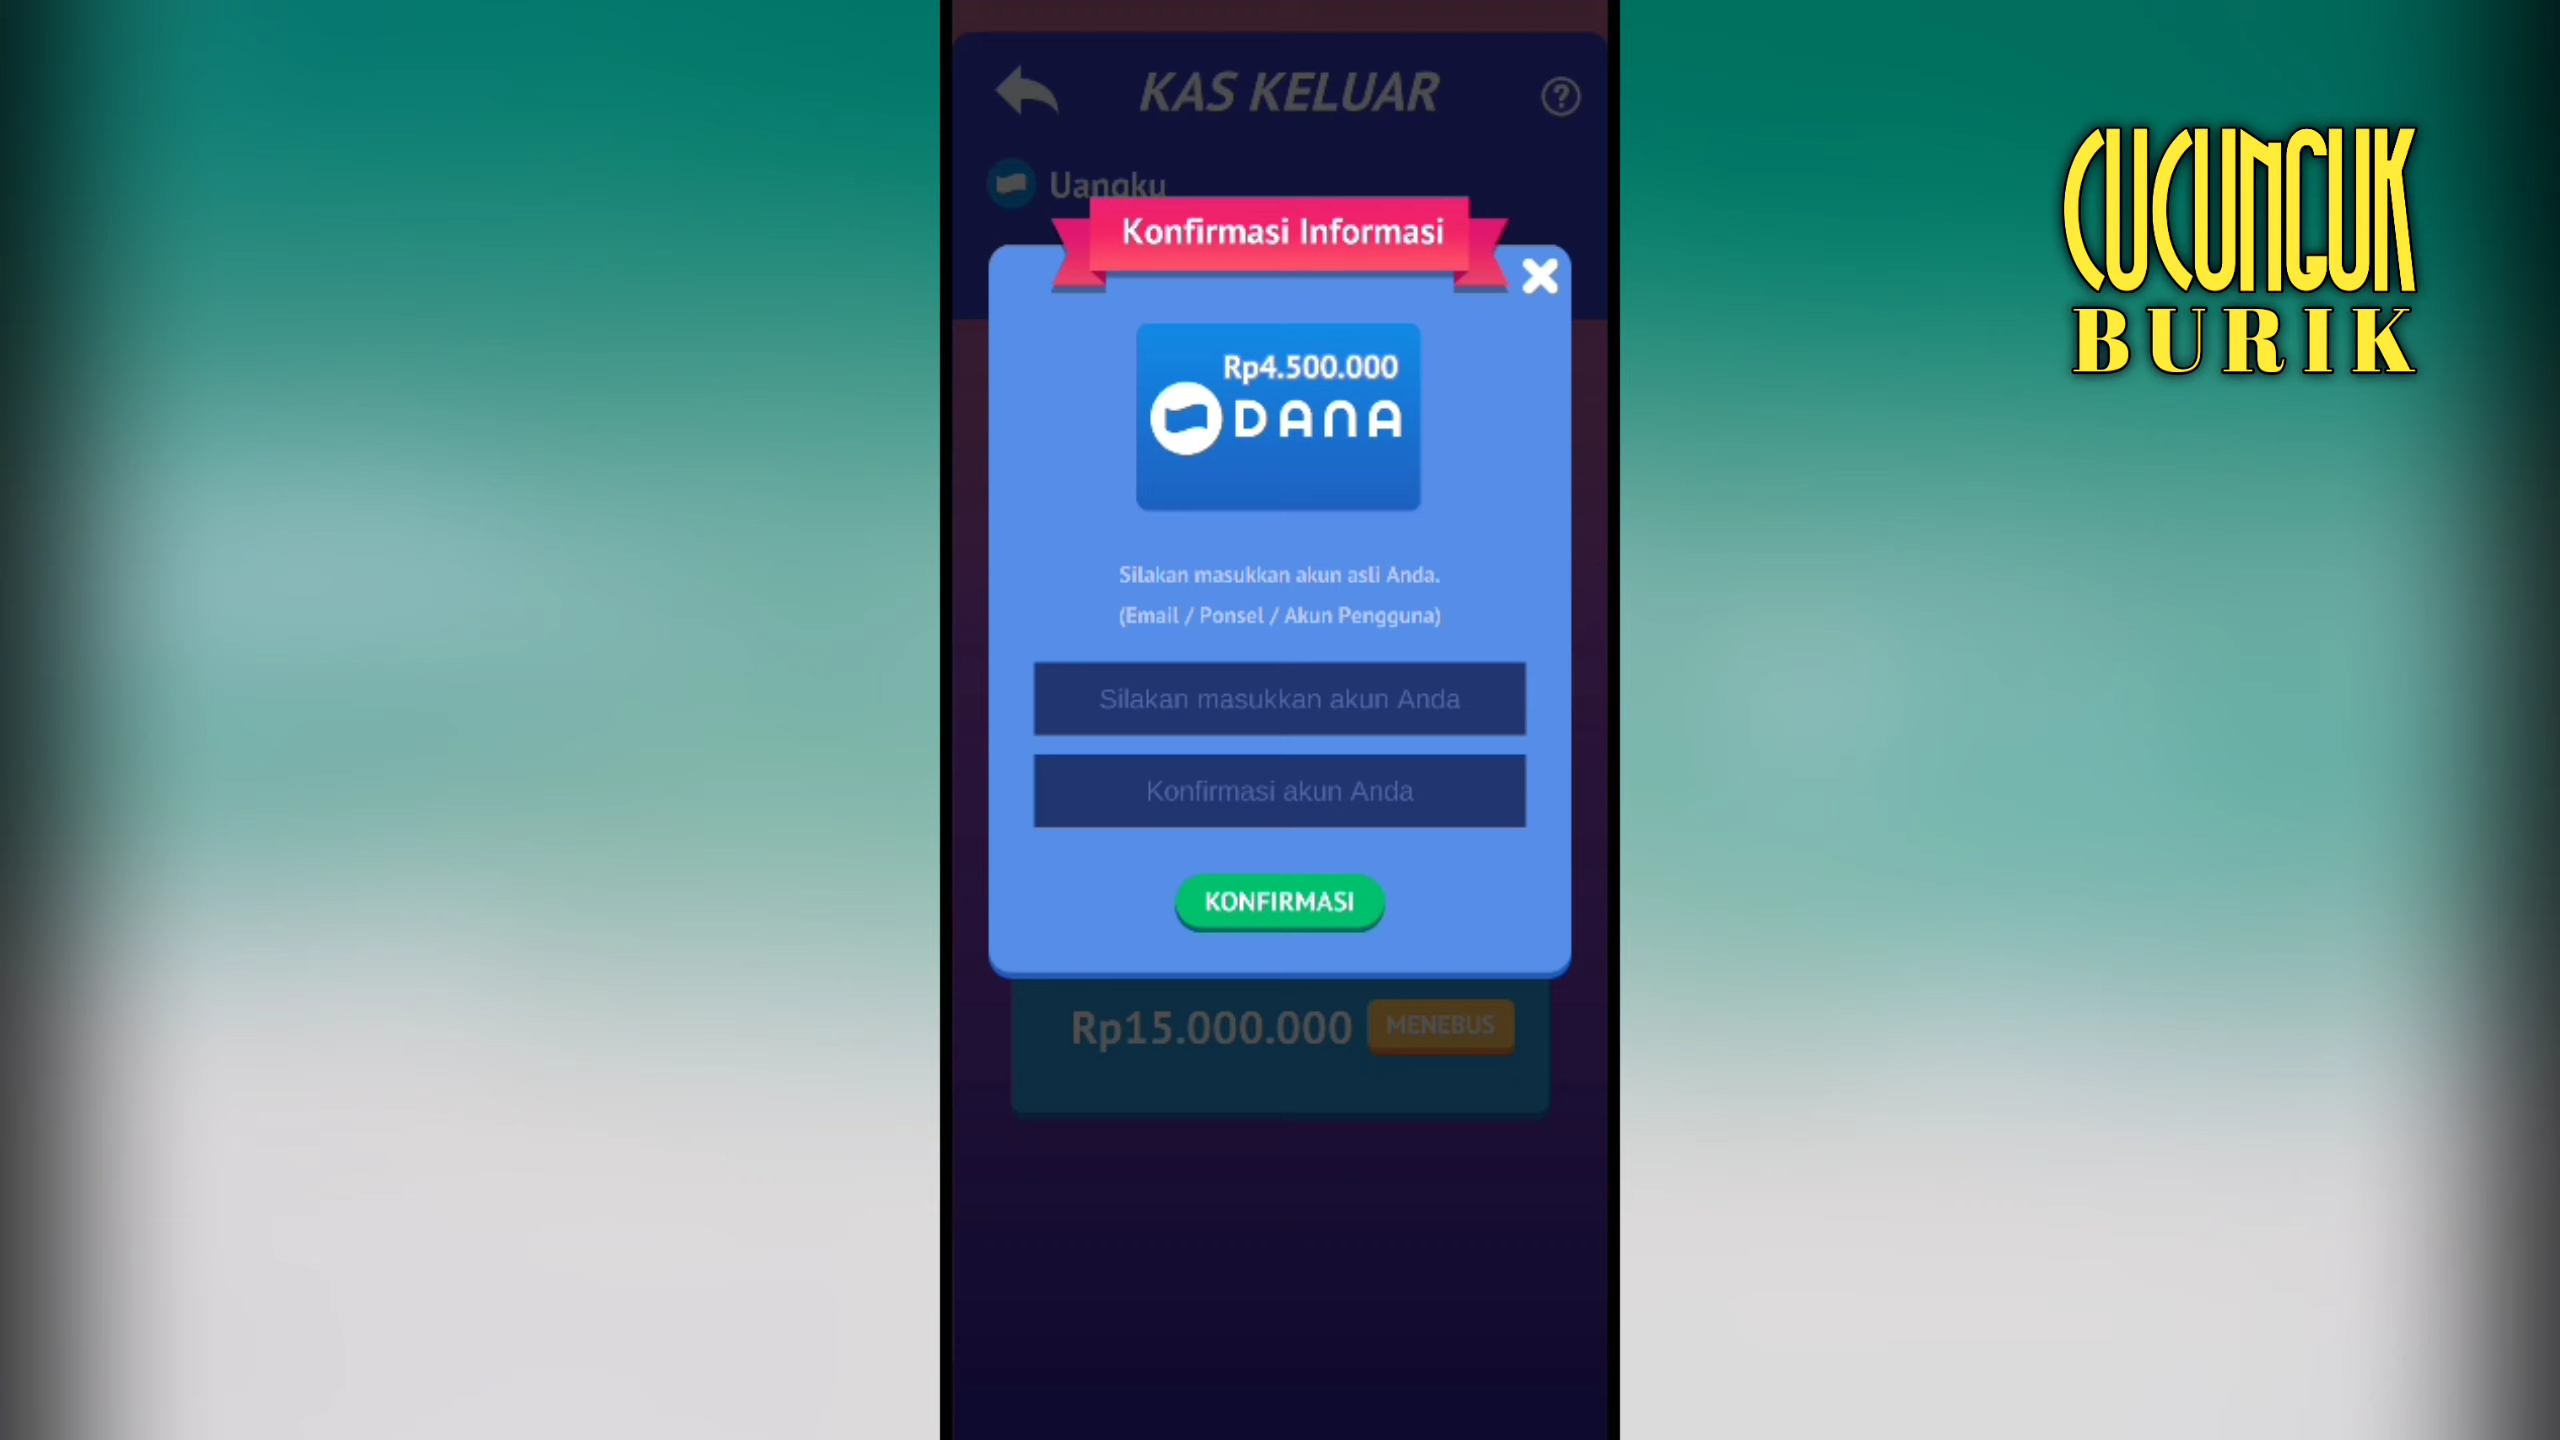 KAS KELUAR
?
Uangku
Konfirmasi Informasi
Rp4.500.000
DANA
Silakan masukkan akun asli Anda.
(Email / Ponsel / Akun Pengguna)
Silakan masukkan akun Anda
Konfirmasi akun Anda
KONFIRMASI
Rp15.000.000 MENEBUS
CUCUNGUK
BURIK